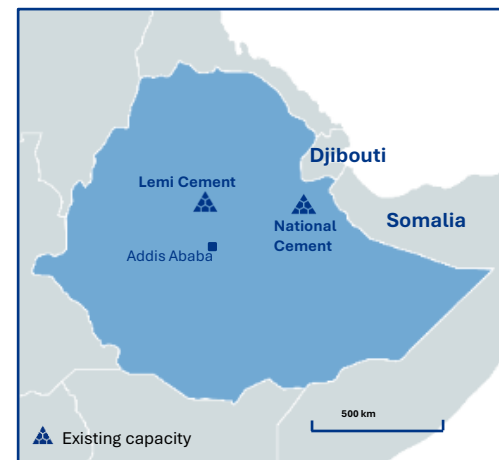 Djibouti
Lemi Cement
Somalia
National
Cement
Addis Ababa
500 km
Existing capacity